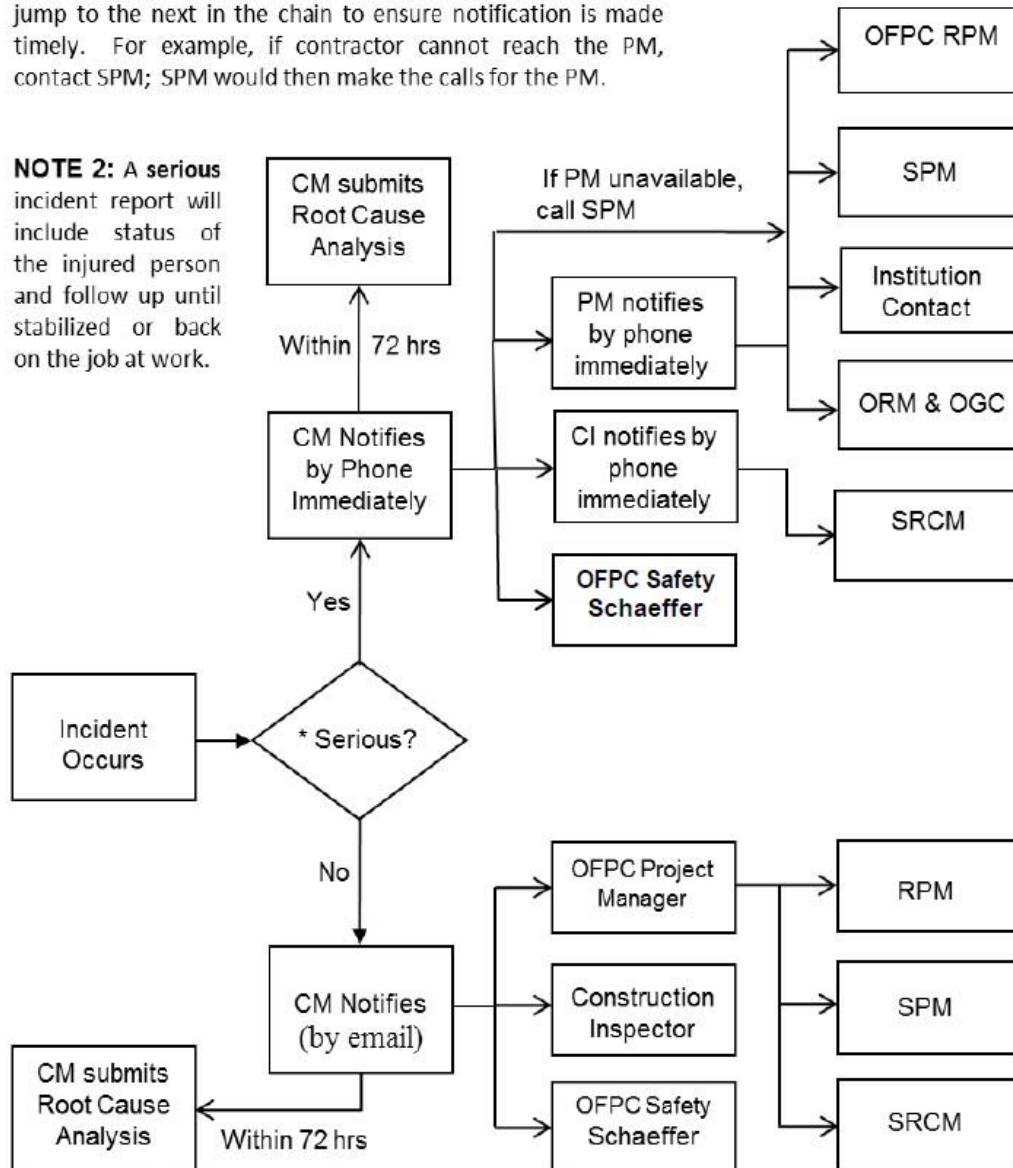 jump to the next in the chain to ensure notification is made
timely. For example, if contractor cannot reach the PM,
contact SPM; SPM would then make the calls for the PM.
NOTE 2: A serious
incident report will
include status of
the injured person
and follow up until
stabilized or back
on the job at work.
CM submits
Root Cause
Analysis
Within 72 hrs
CM Notifies
by Phone
Immediately
If PM unavailable,
call SPM
PM notifies
by phone
immediately
CI notifies by
phone
immediately
OFPC Safety
Schaeffer
OFPC RPM
SPM
Institution
Contact
ORM & OGC
SRCM
Yes
Incident
Occurs
* Serious?
No
CM Notifies
(by email)
CM submits
Root Cause
Analysis
Within 72 hrs
OFPC Project
Manager
Construction
Inspector
OFPC Safety
Schaeffer
RPM
SPM
SRCM